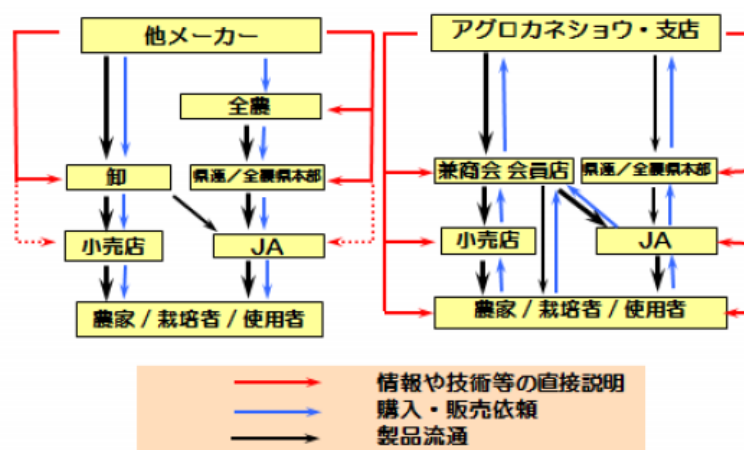 他メーカー
全農
卸
県連／全農県本部
小売店
JA
農家 / 栽培者 / 使用者
アグロカネショウ・支店
兼商会 会員店
県連／全農県本部
小売店
JA
農家 / 栽培者 / 使用者
情報や技術等の直接説明
購入・販売依頼
製品流通